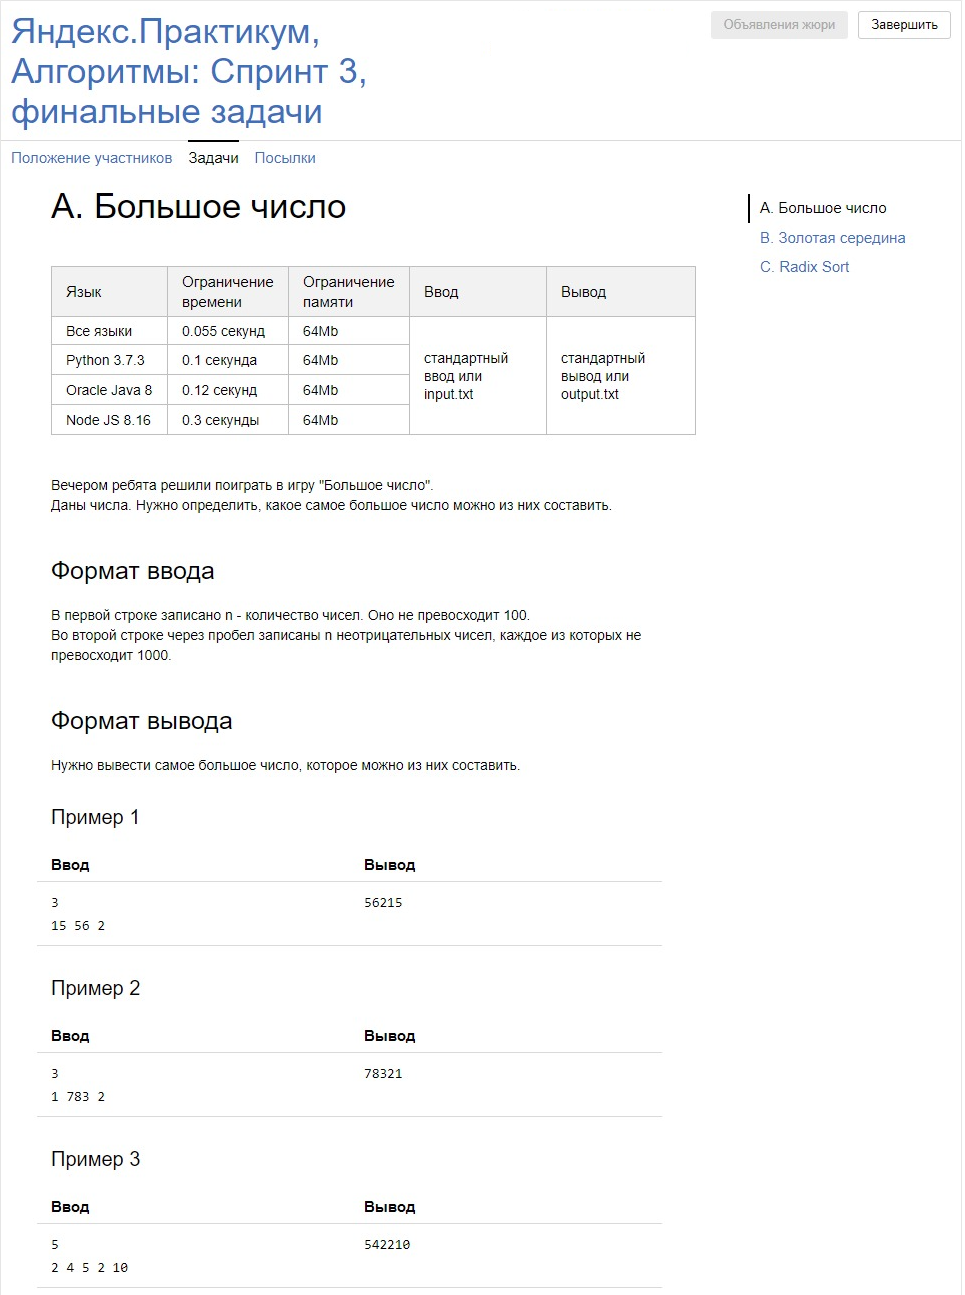 Яндекс.Практикум,
Алгоритмы: Спринт 3,
финальные задачи
Объявления жюри
Завершить
Положение участников
Задачи
Посылки
A. Большое число
A. Большое число
B. Золотая середина
C. Radix Sort
Язык
Ограничение
времени
Ограничение
памяти
Ввод
Вывод
Все языки
0.055 секунд
64Mb
стандартный
ввод или
input.txt
стандартный
вывод или
output.txt
Python 3.7.3
0.1 секунда
64Mb
Oracle Java 8
0.12 секунд
64Mb
Node JS 8.16
0.3 секунды
64Mb
Вечером ребята решили поиграть в игру "Большое число".
Даны числа. Нужно определить, какое самое большое число можно из них составить.
Формат ввода
В первой строке записано n - количество чисел. Оно не превосходит 100.
Во второй строке через пробел записаны n неотрицательных чисел, каждое из которых не
превосходит 1000.
Формат вывода
Нужно вывести самое большое число, которое можно из них составить.
Пример 1
Ввод
Вывод
3
15 56 2
56215
Пример 2
Ввод
Вывод
3
1 783 2
78321
Пример 3
Ввод
Вывод
5
2 4 5 2 10
542210